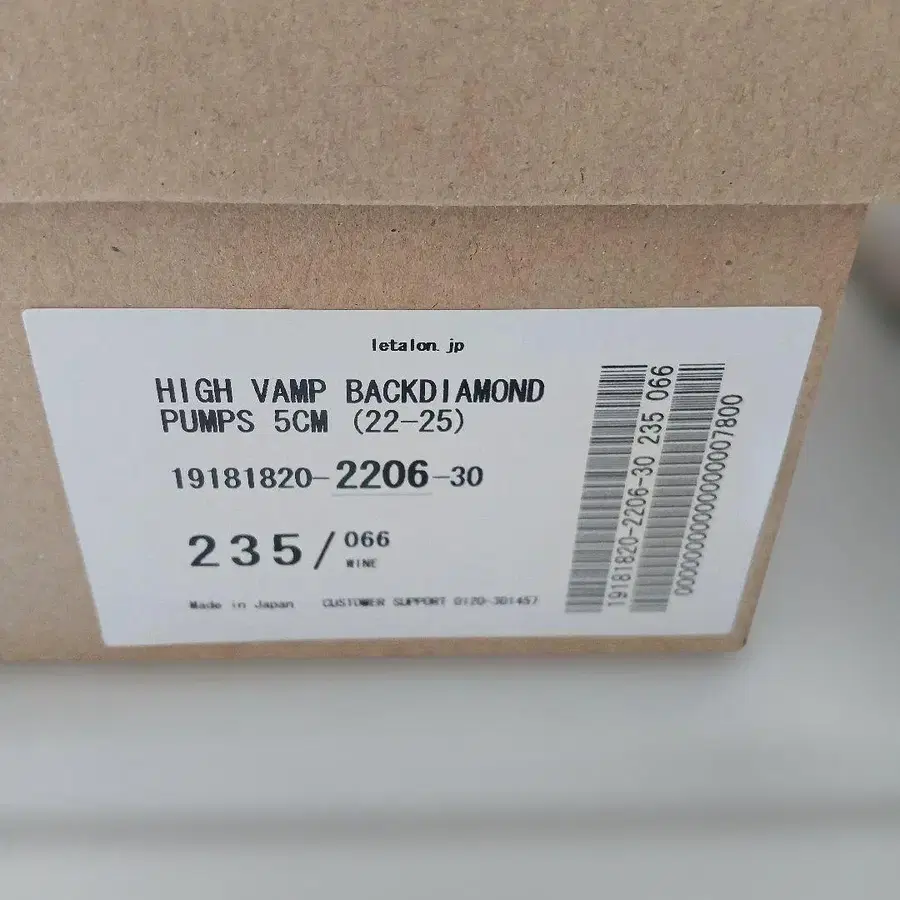 letalon.jp
HIGH VAMP BACKDIAMOND
PUMPS 5CM (22-25)
19181820-2206-30
235/066
WINE
Made in Japan CUSTOMER SUPPORT 0120-301457
19181820-2206-30 235 066